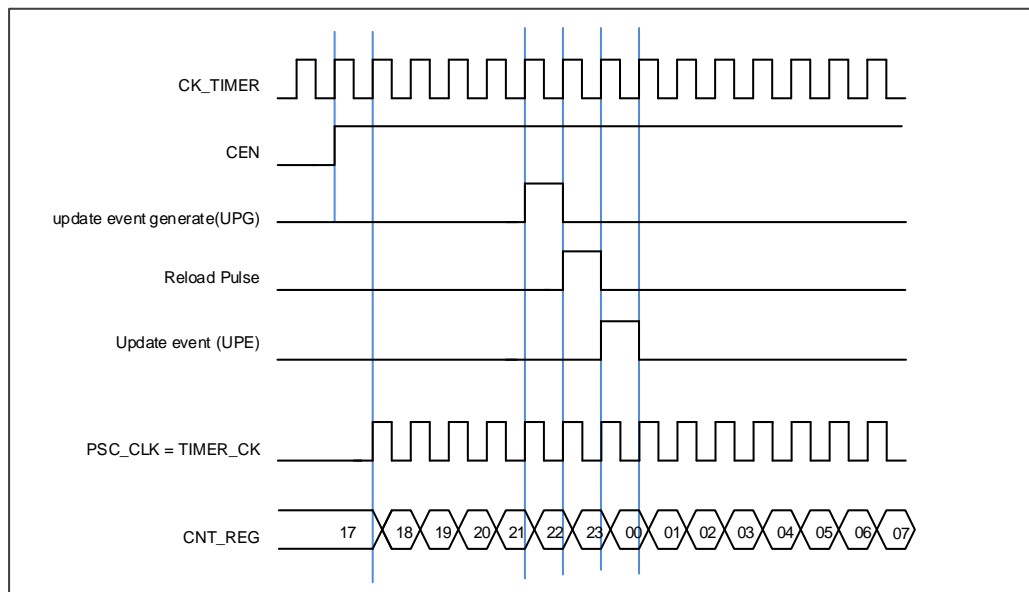 CK_TIMER
CEN
update event generate(UPG)
Reload Pulse
Update event (UPE)
PSC_CLK = TIMER_CK
CNT_REG 17 18 19 20 21 22 23 00 01 02 03 04 05 06 07